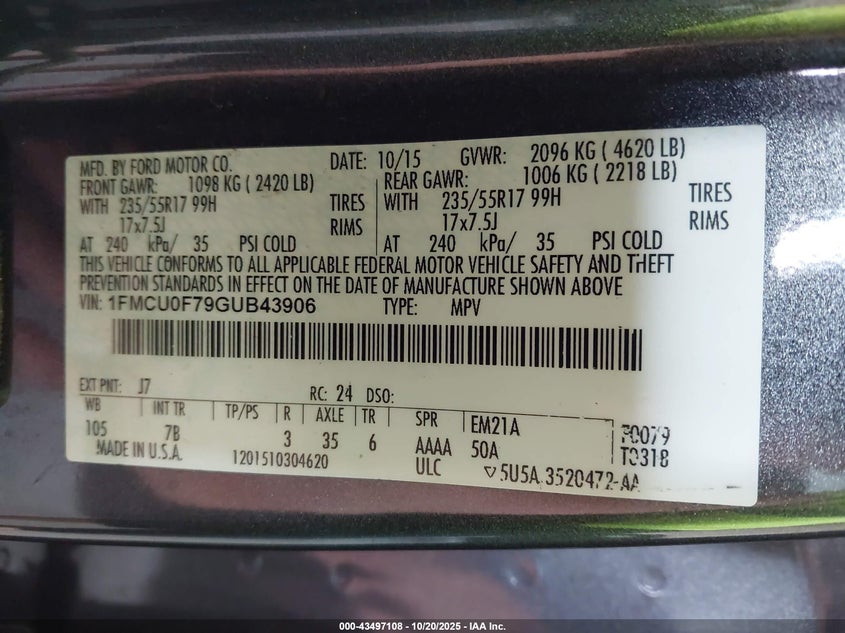 MFD. BY FORD MOTOR CO. DATE: 10/15 GVWR: 2096 KG ( 4620 LB)
FRONT GAWR: 1098 KG ( 2420 LB) REAR GAWR: 1006 KG ( 2218 LB)
WITH 235/55R17 99H TIRES WITH 235/55R17 99H TIRES
17x7.5J RIMS 17x7.5J RIMS
AT 240 kPa/ 35 PSI COLD AT 240 kPa/ 35 PSI COLD
THIS VEHICLE CONFORMS TO ALL APPLICABLE FEDERAL MOTOR VEHICLE SAFETY AND THEFT
PREVENTION STANDARDS IN EFFECT ON THE DATE OF MANUFACTURE SHOWN ABOVE.
VIN: 1FMCU0F79GUB43906 TYPE: MPV
EXT PNT: J7 RC: 24 DSO:
WB INT TR TP/PS R AXLE TR SPR EM21A F0079
105 7B 3 35 6 AAAA 50A T0318
MADE IN U.S.A. 1201510304620 ULC ▽5U5A 3520472-AA
000-43497108 - 10/20/2025 - IAA Inc.